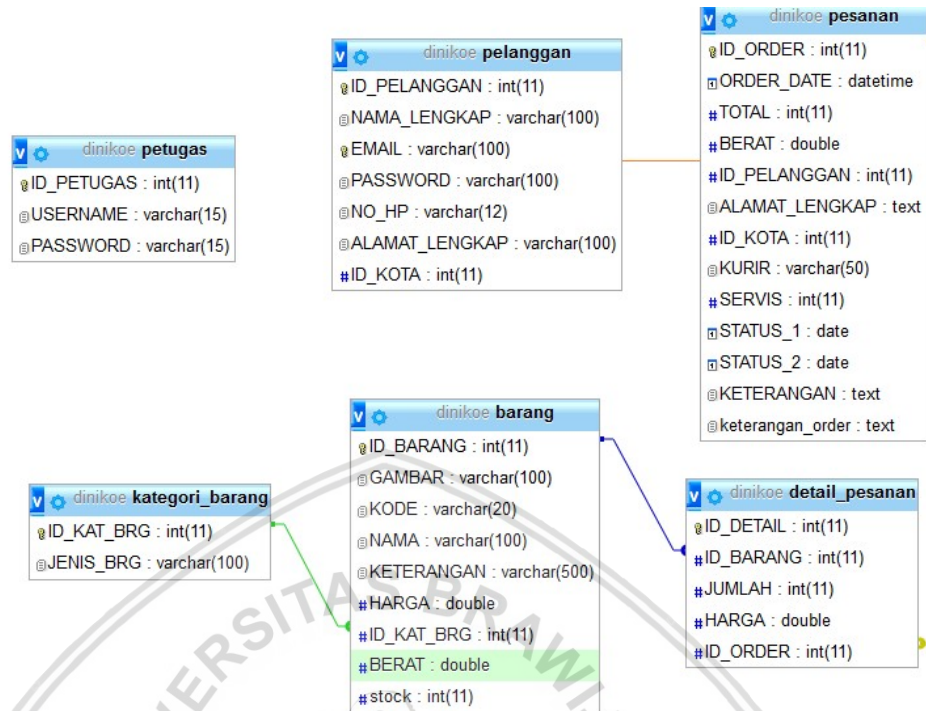 dinikoe petugas
ID_PETUGAS : int(11)
USERNAME : varchar(15)
PASSWORD : varchar(15)
dinikoe pelanggan
ID_PELANGGAN : int(11)
NAMA_LENGKAP : varchar(100)
EMAIL : varchar(100)
PASSWORD : varchar(100)
NO_HP : varchar(12)
ALAMAT_LENGKAP : varchar(100)
#ID_KOTA : int(11)
dinikoe pesanan
ID_ORDER : int(11)
ORDER_DATE : datetime
#TOTAL : int(11)
#BERAT : double
#ID_PELANGGAN : int(11)
ALAMAT_LENGKAP : text
#ID_KOTA : int(11)
KURIR : varchar(50)
#SERVIS : int(11)
STATUS_1 : date
STATUS_2 : date
KETERANGAN : text
keterangan_order : text
dinikoe kategori_barang
ID_KAT_BRG : int(11)
JENIS_BRG : varchar(100)
dinikoe barang
ID_BARANG : int(11)
GAMBAR : varchar(100)
KODE : varchar(20)
NAMA : varchar(100)
KETERANGAN : varchar(500)
#HARGA : double
#ID_KAT_BRG : int(11)
#BERAT : double
#stock : int(11)
dinikoe detail_pesanan
ID_DETAIL : int(11)
#ID_BARANG : int(11)
#JUMLAH : int(11)
#HARGA : double
#ID_ORDER : int(11)
ERSITAS BRAWI